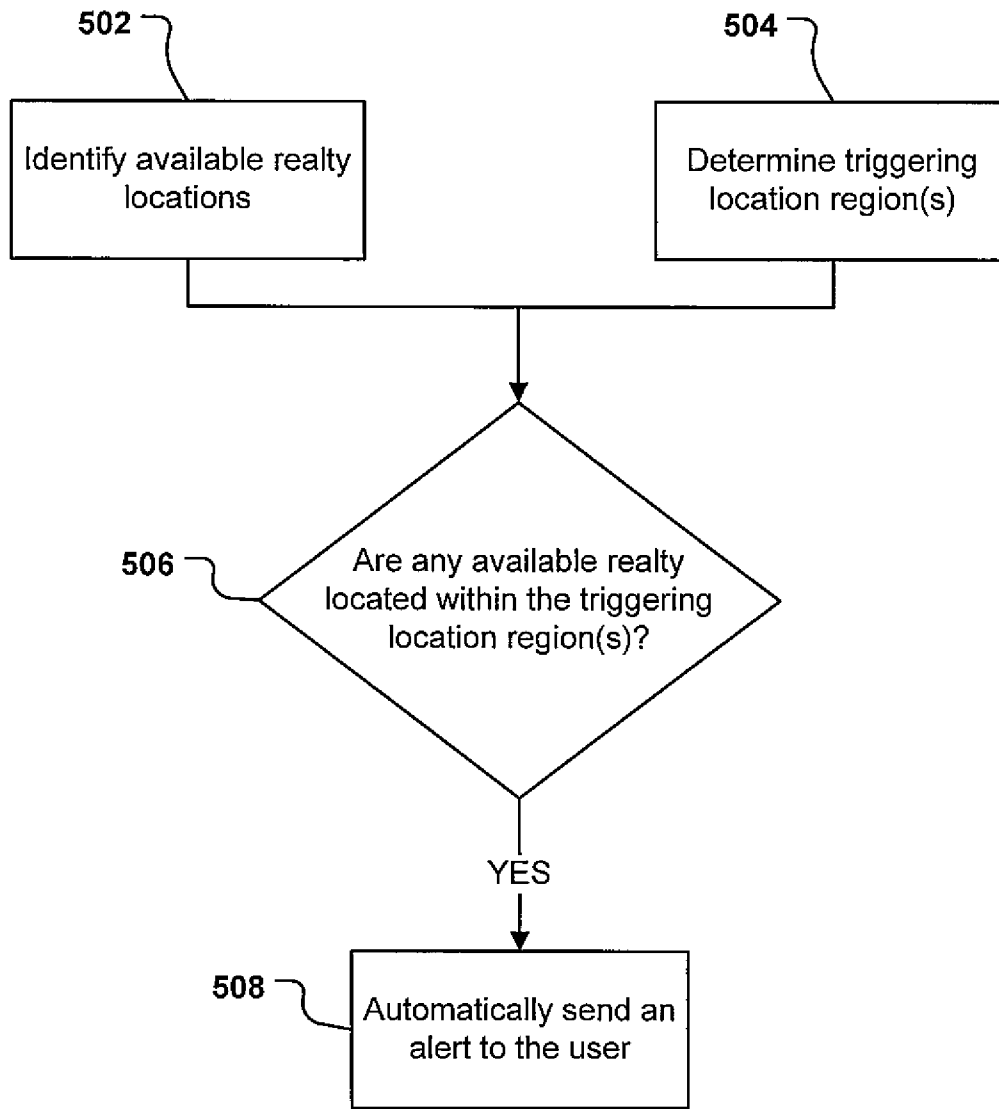 502
504
Identify available realty
locations
Determine triggering
location region(s)
506
Are any available realty
located within the triggering
location region(s)?
YES
508
Automatically send an
alert to the user